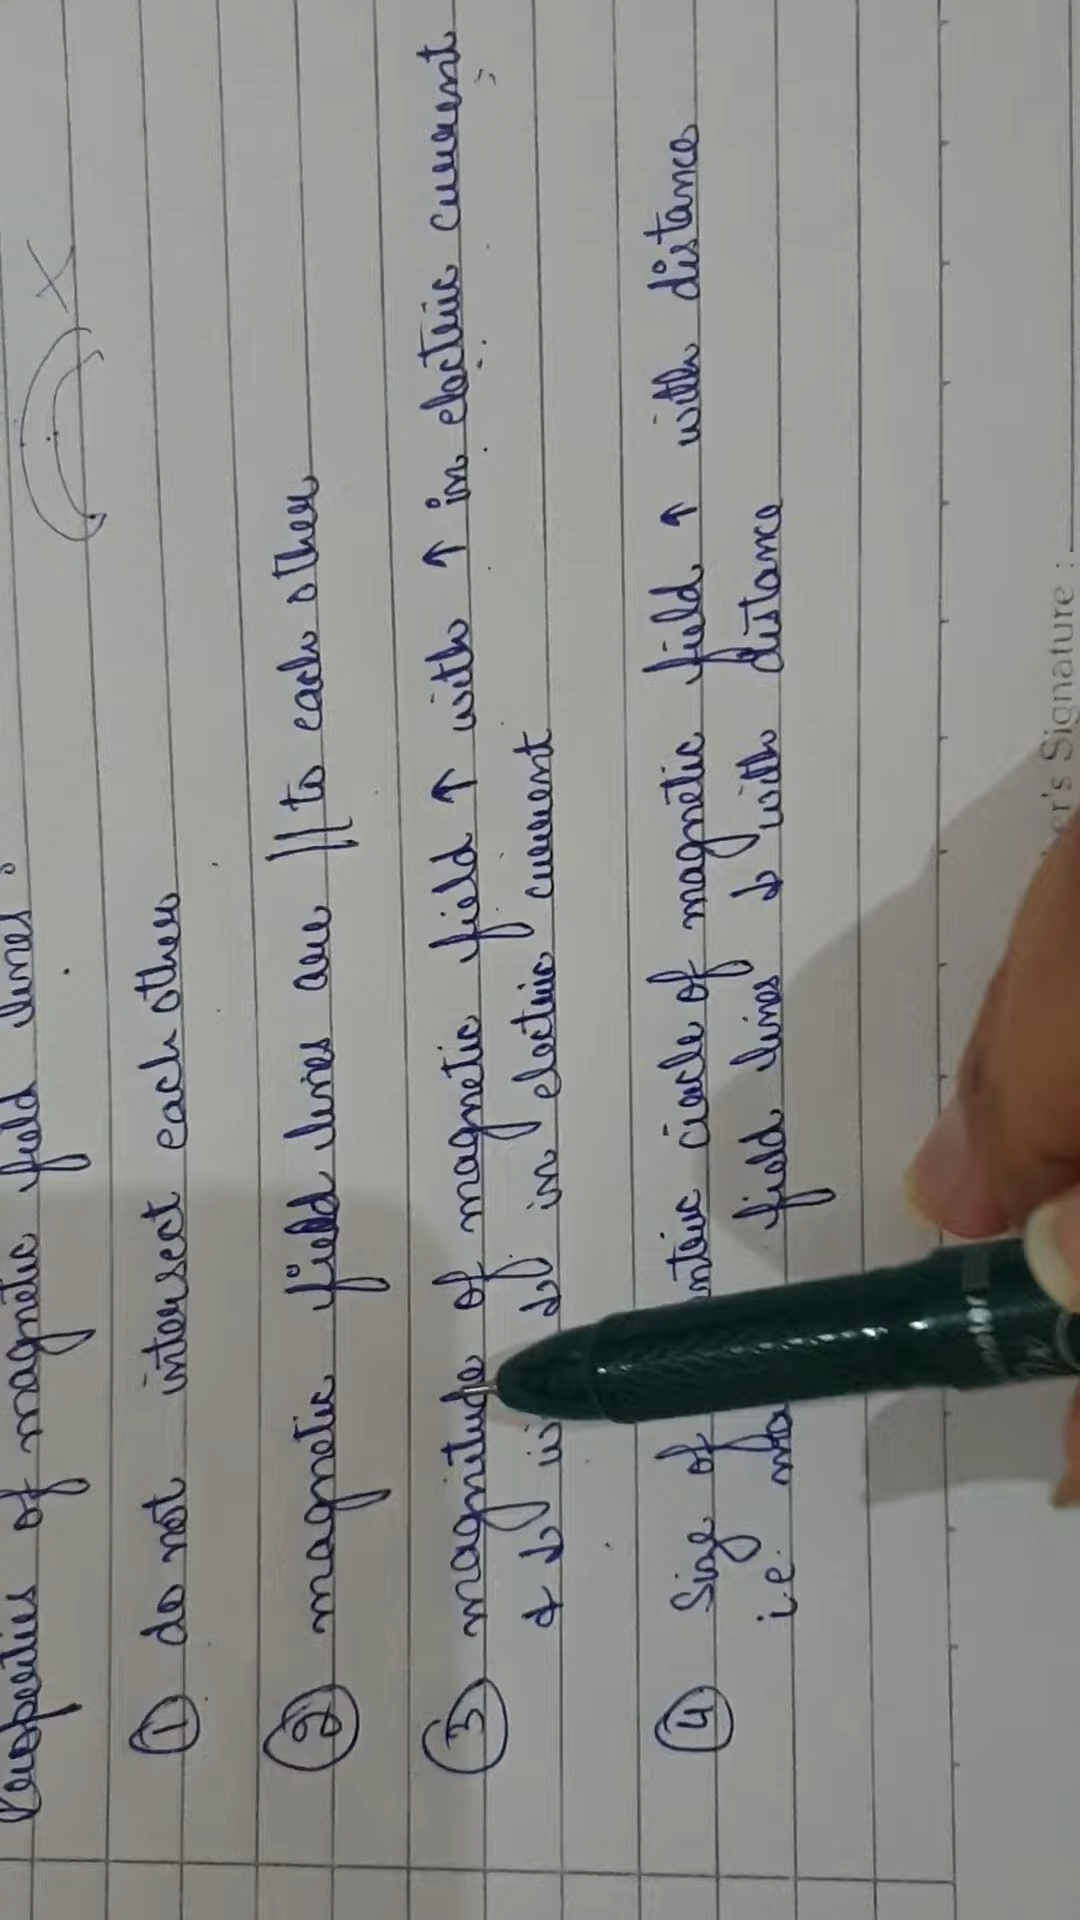 Properties of magnetic field lines :
① do not intersect each other
② magnetic field lines are || to each other
③ magnitude of magnetic field ↑ with ↑ in electric current
& ↓ ↓ in electric current
④ Size of circle of magnetic field ↑ with distance
i.e. field lines ↓ with distance
er's Signature :